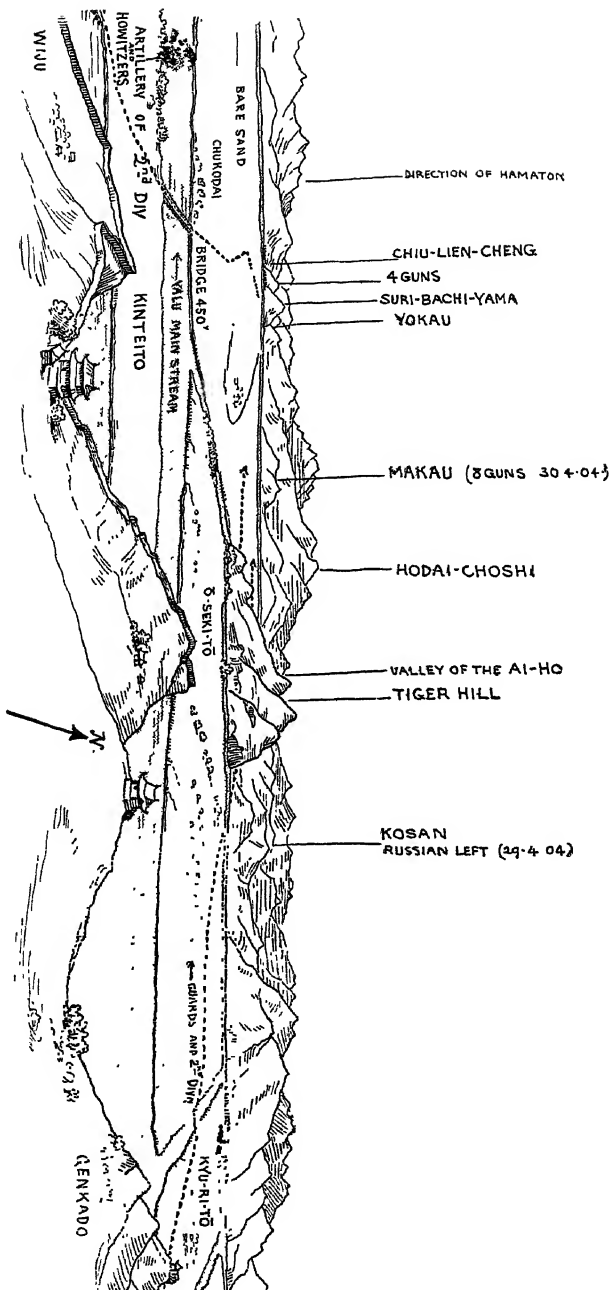 WIJU
ARTILLERY OF 2nd DIV
AND
HOWITZERS
KINTEITO
← YALU MAIN STREAM
BRIDGE 450'
CHUKODAI
BARE SAND
DIRECTION OF HAMATON
CHIU-LIEN-CHENG
4 GUNS
SURI-BACHI-YAMA
YOKAU
MAKAU (8 GUNS 30 4·04)
HODAI-CHOSHI
Ō-SEKI-TŌ
VALLEY OF THE AI-HO
TIGER HILL
N.
KOSAN
RUSSIAN LEFT (29·4 04)
← GUARDS AND 2ND DIVN
KYU-RI-TŌ
GENKADO